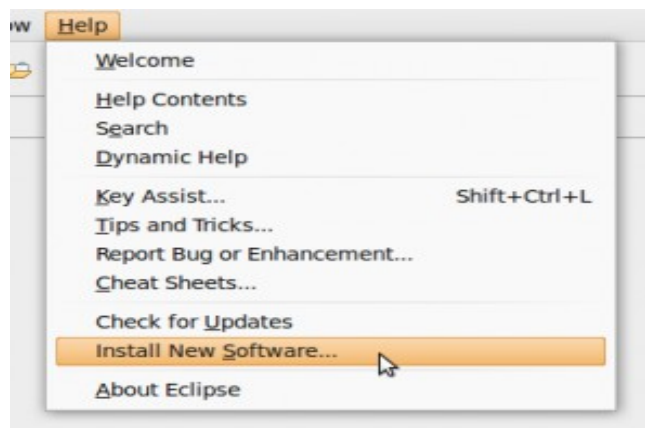 ow Help
Welcome
Help Contents
Search
Dynamic Help
Key Assist... Shift+Ctrl+L
Tips and Tricks...
Report Bug or Enhancement...
Cheat Sheets...
Check for Updates
Install New Software...
About Eclipse